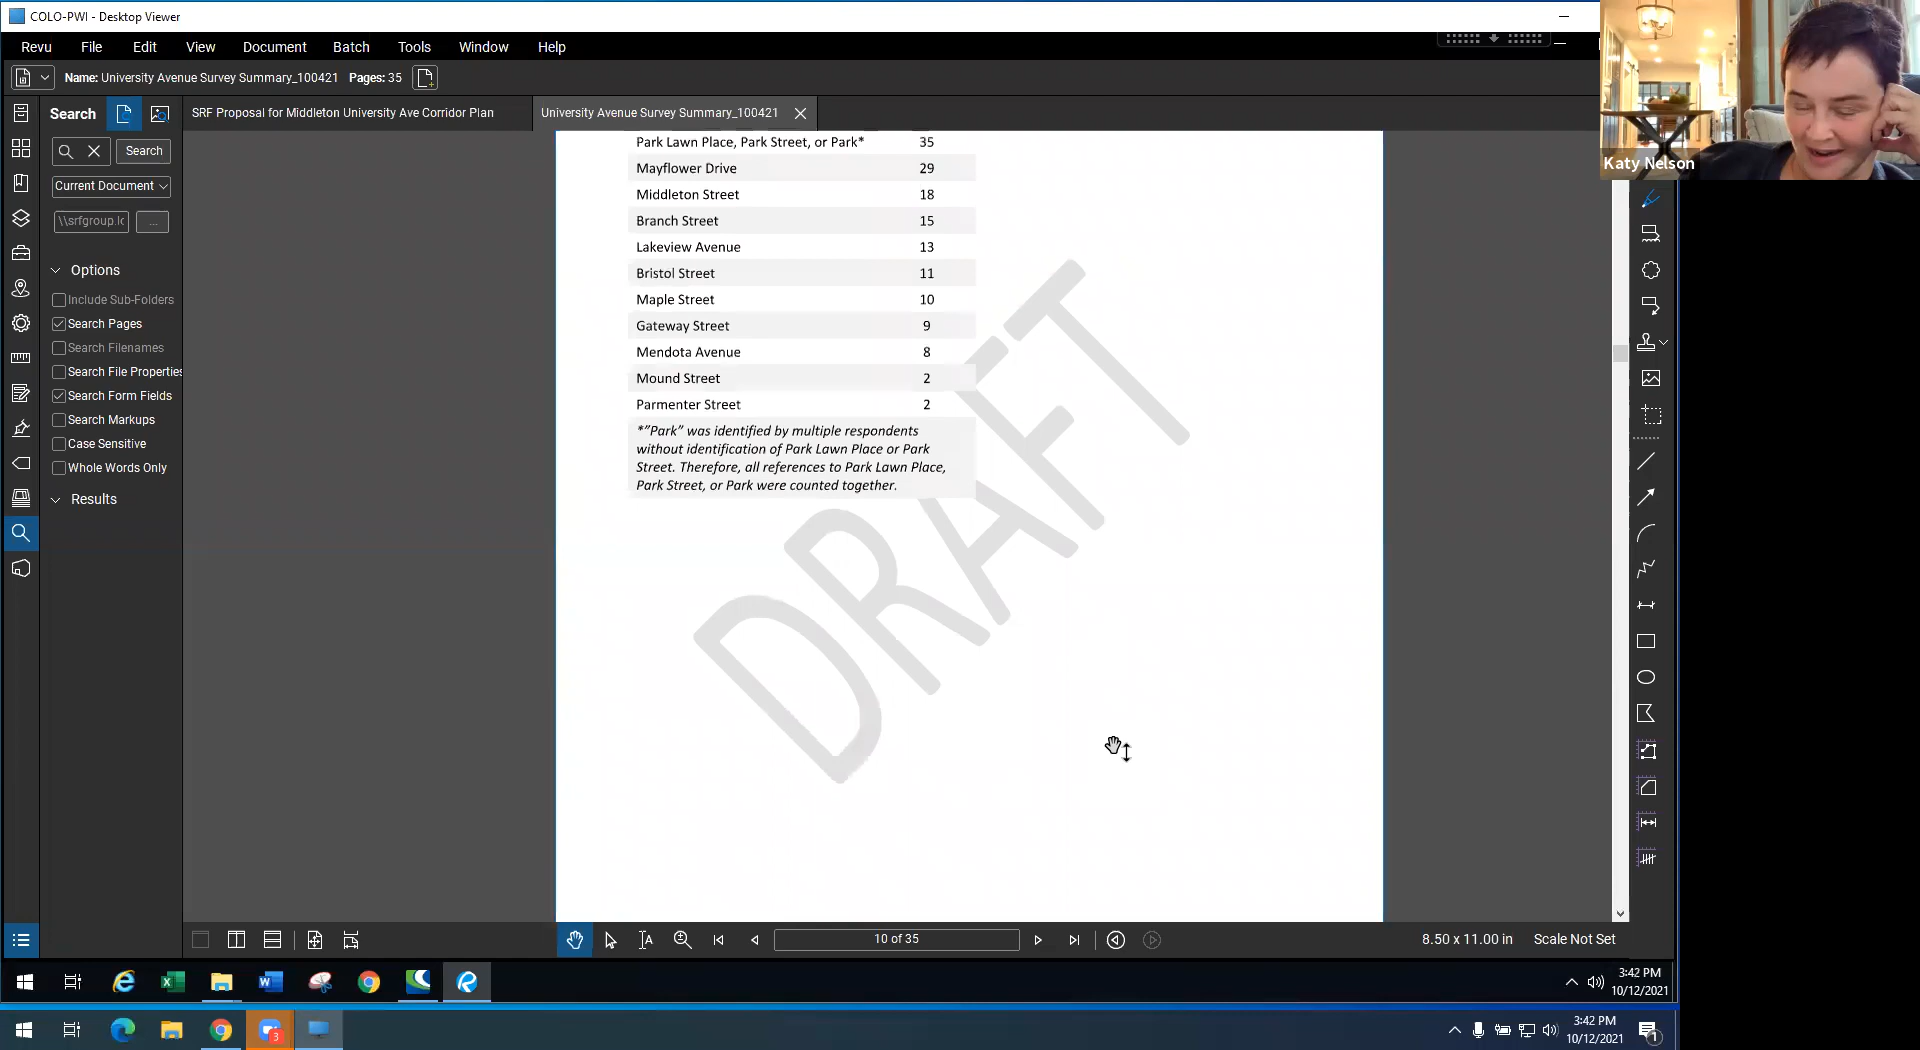 COLO-PWI - Desktop Viewer
Revu File Edit View Document Batch Tools Window Help
Name: University Avenue Survey Summary_100421 Pages: 35
Search
SRF Proposal for Middleton University Ave Corridor Plan
University Avenue Survey Summary_100421
Katy Nelson
Search
Current Document
\\srfgroup.lc
...
Options
Include Sub-Folders
Search Pages
Search Filenames
Search File Properties
Search Form Fields
Search Markups
Case Sensitive
Whole Words Only
Results
Park Lawn Place, Park Street, or Park* 35
Mayflower Drive 29
Middleton Street 18
Branch Street 15
Lakeview Avenue 13
Bristol Street 11
Maple Street 10
Gateway Street 9
Mendota Avenue 8
Mound Street 2
Parmenter Street 2
*"Park" was identified by multiple respondents
without identification of Park Lawn Place or Park
Street. Therefore, all references to Park Lawn Place,
Park Street, or Park were counted together.
DRAFT
10 of 35
8.50 x 11.00 in Scale Not Set
3:42 PM
10/12/2021
3
3:42 PM
10/12/2021
1